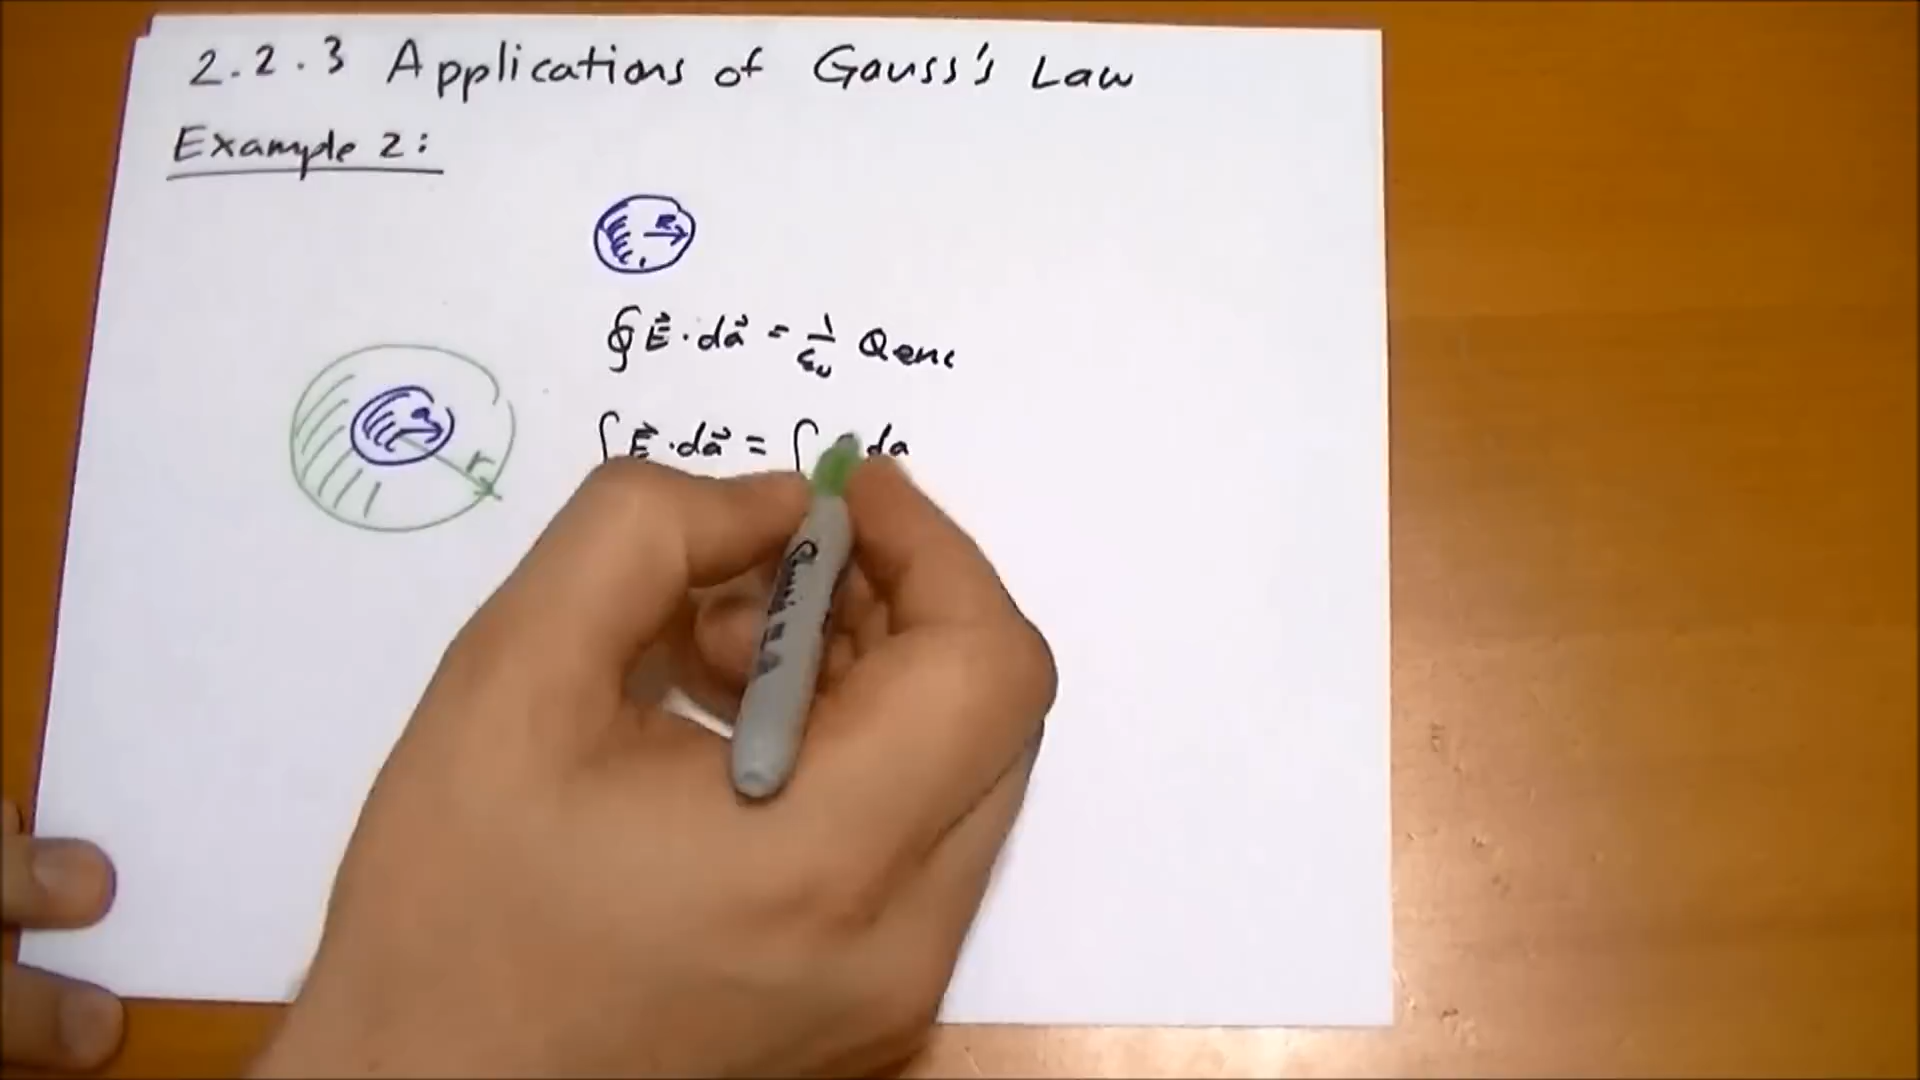 2.2.3 Applications of Gauss's Law
Example 2:
R
∮ E⃗ · da⃗ = 1/ε₀ Qenc
r
∫ E⃗ · da⃗ = ∫ da